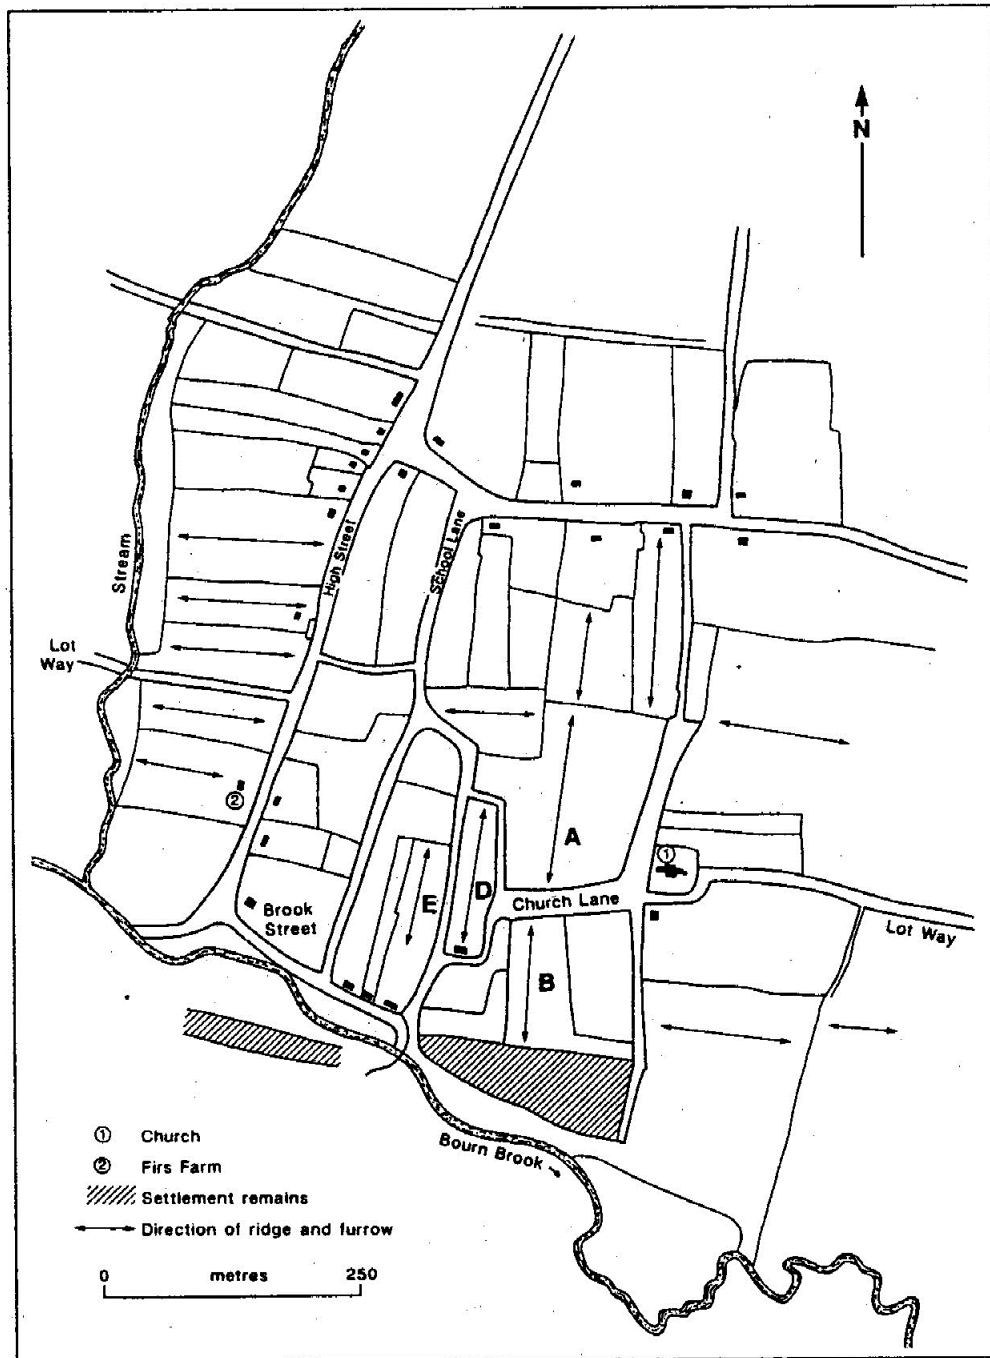 N
High Street
School Lane
Stream
Lot
Way
A
①
②
E
D
Church Lane
Brook
Street
Lot Way
B
① Church
② Firs Farm
Settlement remains
Direction of ridge and furrow
Bourn Brook
0 metres 250